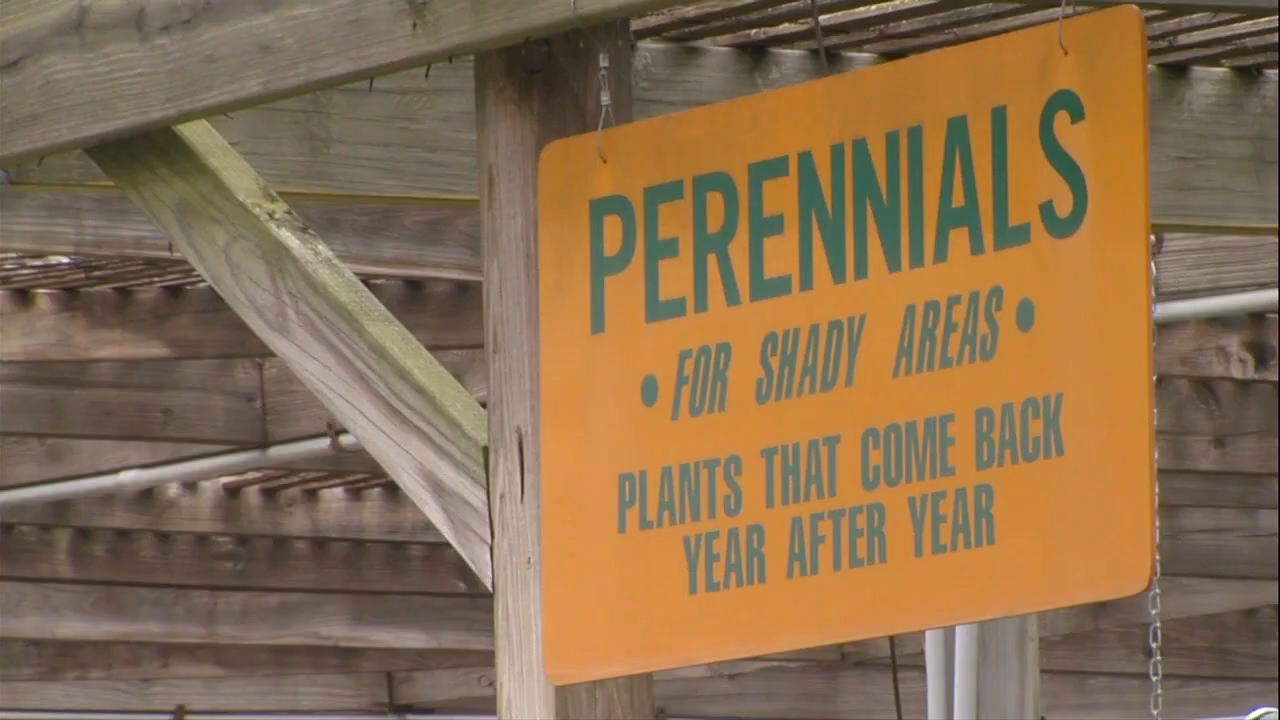 PERENNIALS
• FOR SHADY AREAS •
PLANTS THAT COME BACK
YEAR AFTER YEAR